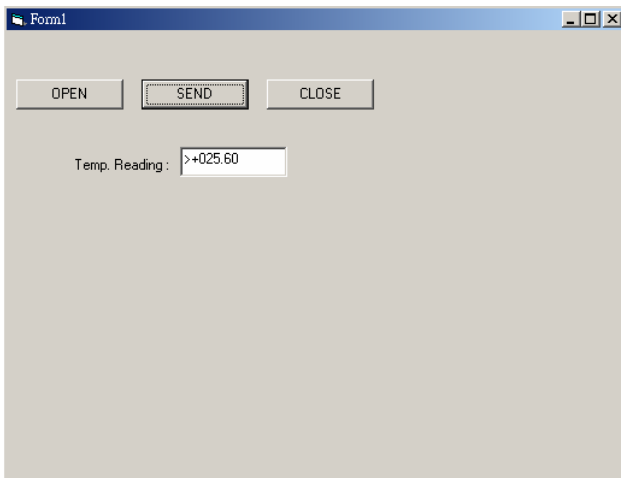 Form1
OPEN SEND CLOSE
Temp. Reading : >+025.60